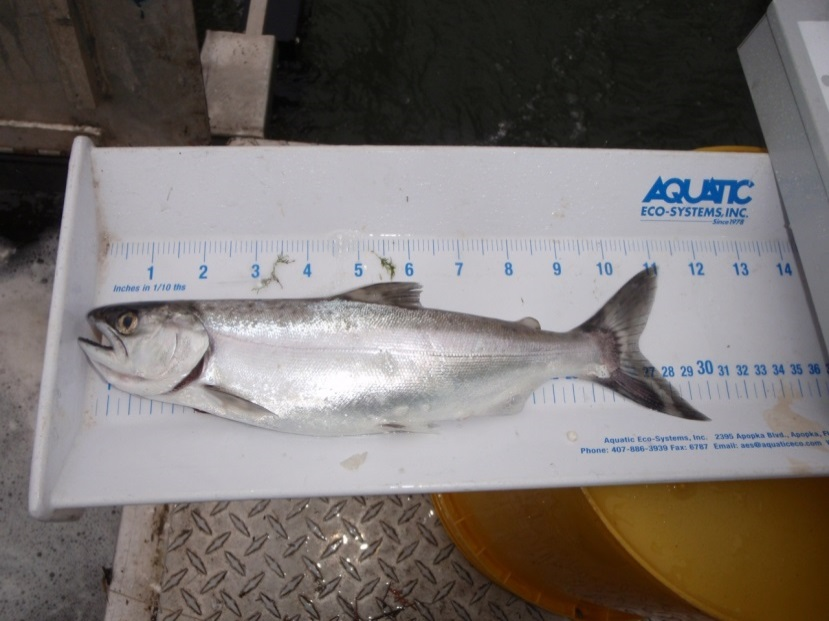 AQUATIC
ECO-SYSTEMS, INC.
Since 1978
1 2 3 4 5 6 7 8 9 10 11 12 13 14
Inches in 1/10 ths
27 28 29 30 31 32 33 34 35 36
Aquatic Eco-Systems, Inc. 2395 Apopka Blvd., Apopka,
Phone: 407-886-3939 Fax: 6787 Email: aes@aquaticeco.com